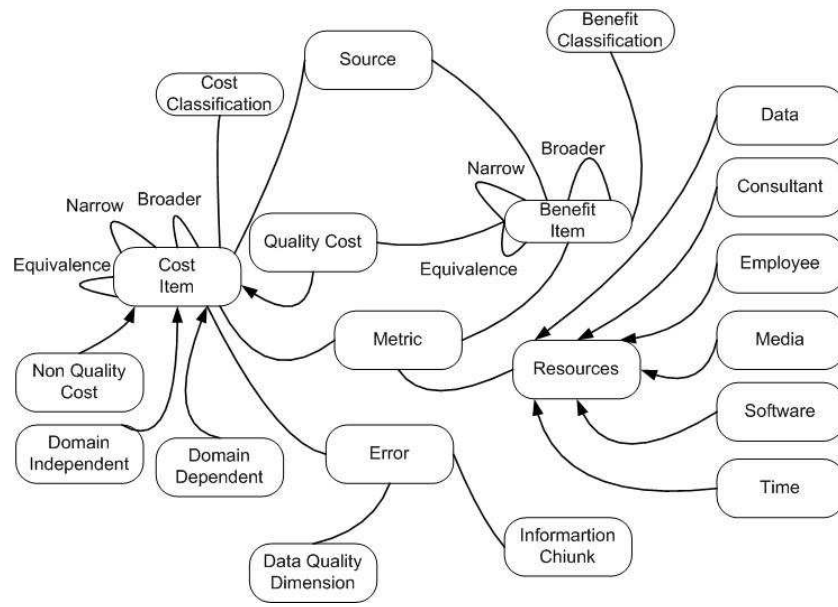 Benefit
Classification
Source
Cost
Classification
Data
Broader
Narrow
Consultant
Broader
Narrow
Benefit
Item
Quality Cost
Equivalence
Cost
Item
Equivalence
Employee
Metric
Media
Non Quality
Cost
Resources
Software
Domain
Independent
Domain
Dependent
Error
Time
Informartion
Chiunk
Data Quality
Dimension